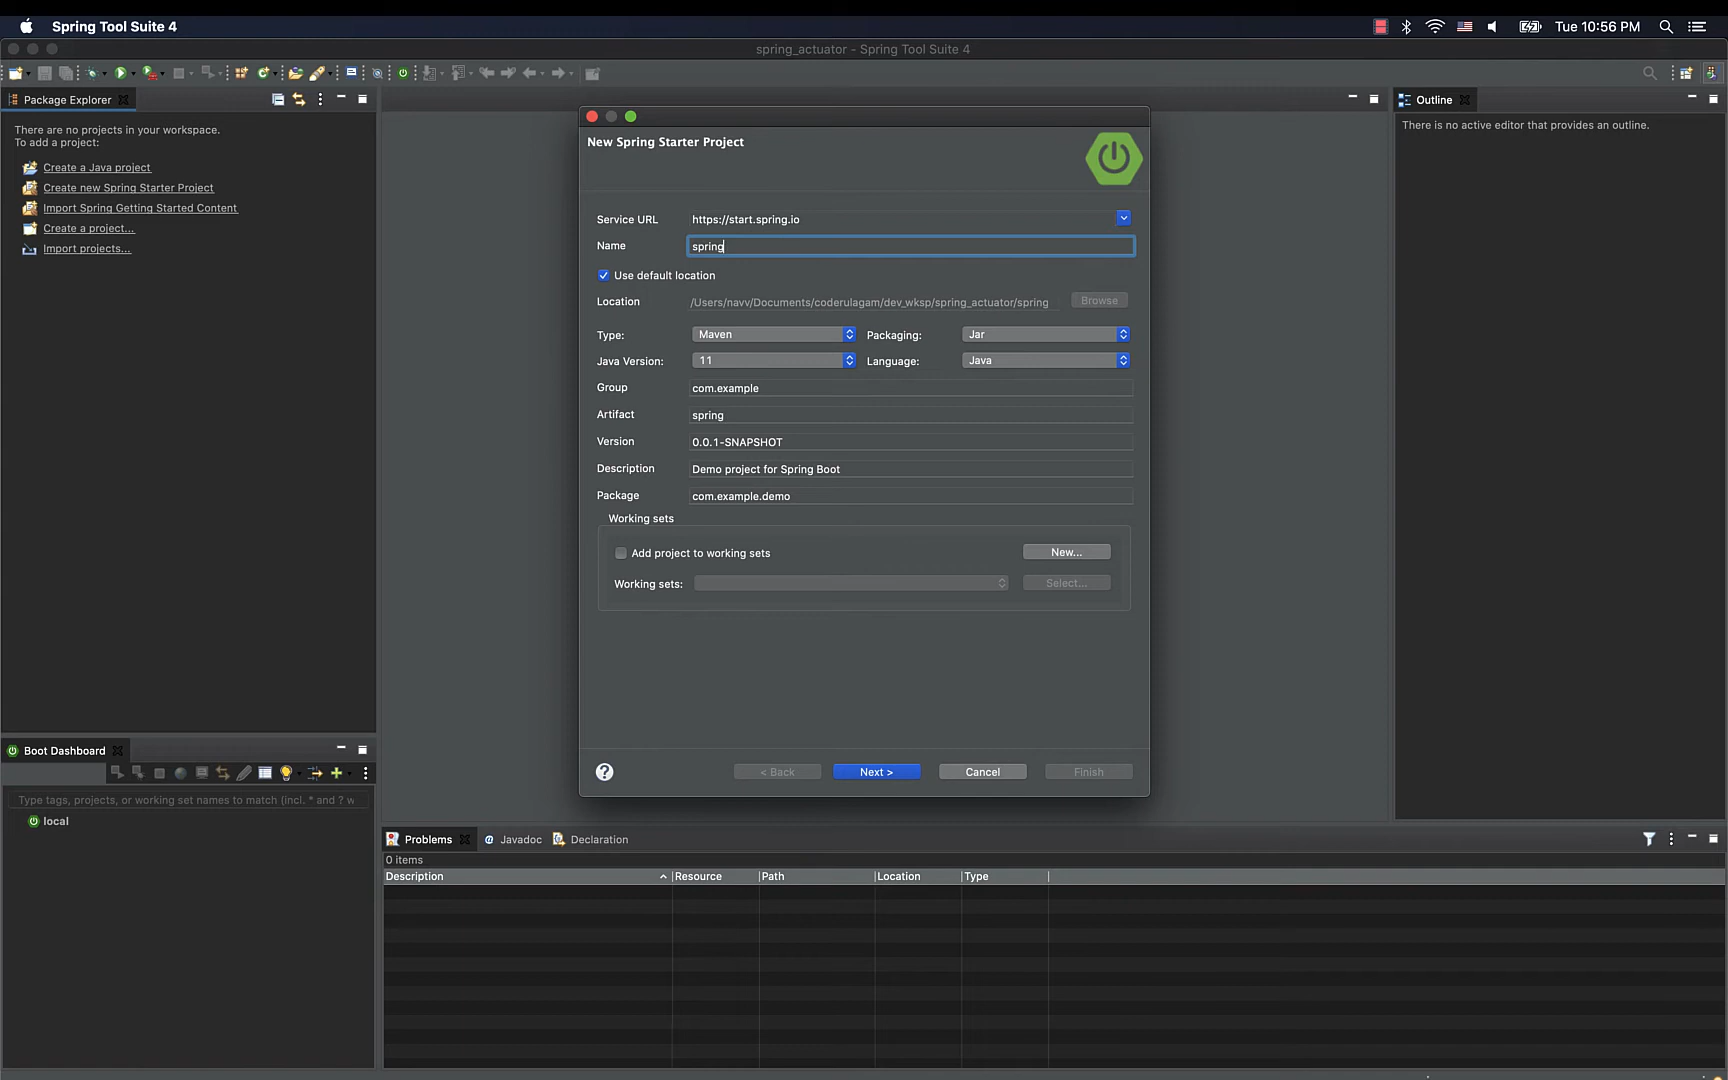 Spring Tool Suite 4
Tue 10:56 PM
spring_actuator - Spring Tool Suite 4
Package Explorer
There are no projects in your workspace.
To add a project:
Create a Java project
Create new Spring Starter Project
Import Spring Getting Started Content
Create a project...
Import projects...
New Spring Starter Project
Service URL https://start.spring.io
Name spring
Use default location
Location /Users/navv/Documents/coderulagam/dev_wksp/spring_actuator/spring Browse
Type: Maven Packaging: Jar
Java Version: 11 Language: Java
Group com.example
Artifact spring
Version 0.0.1-SNAPSHOT
Description Demo project for Spring Boot
Package com.example.demo
Working sets
Add project to working sets New...
Working sets: Select...
< Back Next > Cancel Finish
Outline
There is no active editor that provides an outline.
Boot Dashboard
Type tags, projects, or working set names to match (incl. * and ? w
local
Problems Javadoc Declaration
0 items
Description Resource Path Location Type